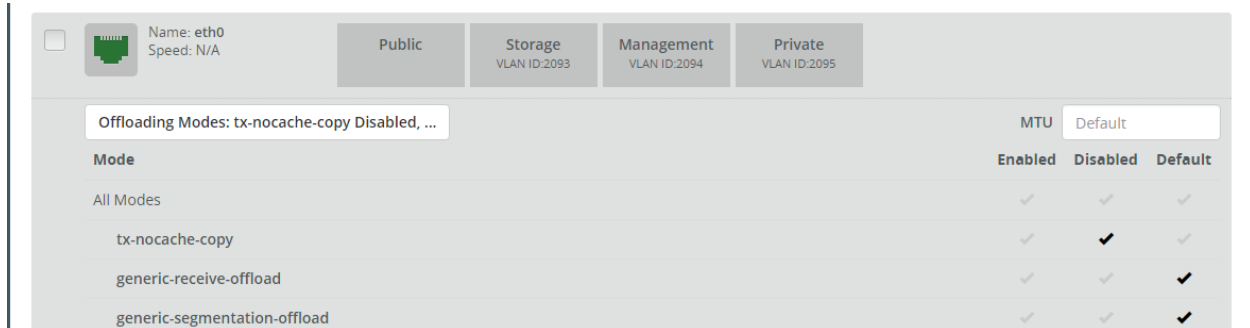 Name: eth0
Speed: N/A
Public
Storage
VLAN ID:2093
Management
VLAN ID:2094
Private
VLAN ID:2095
Offloading Modes: tx-nocache-copy Disabled, ...
MTU Default
Mode Enabled Disabled Default
All Modes
tx-nocache-copy
generic-receive-offload
generic-segmentation-offload